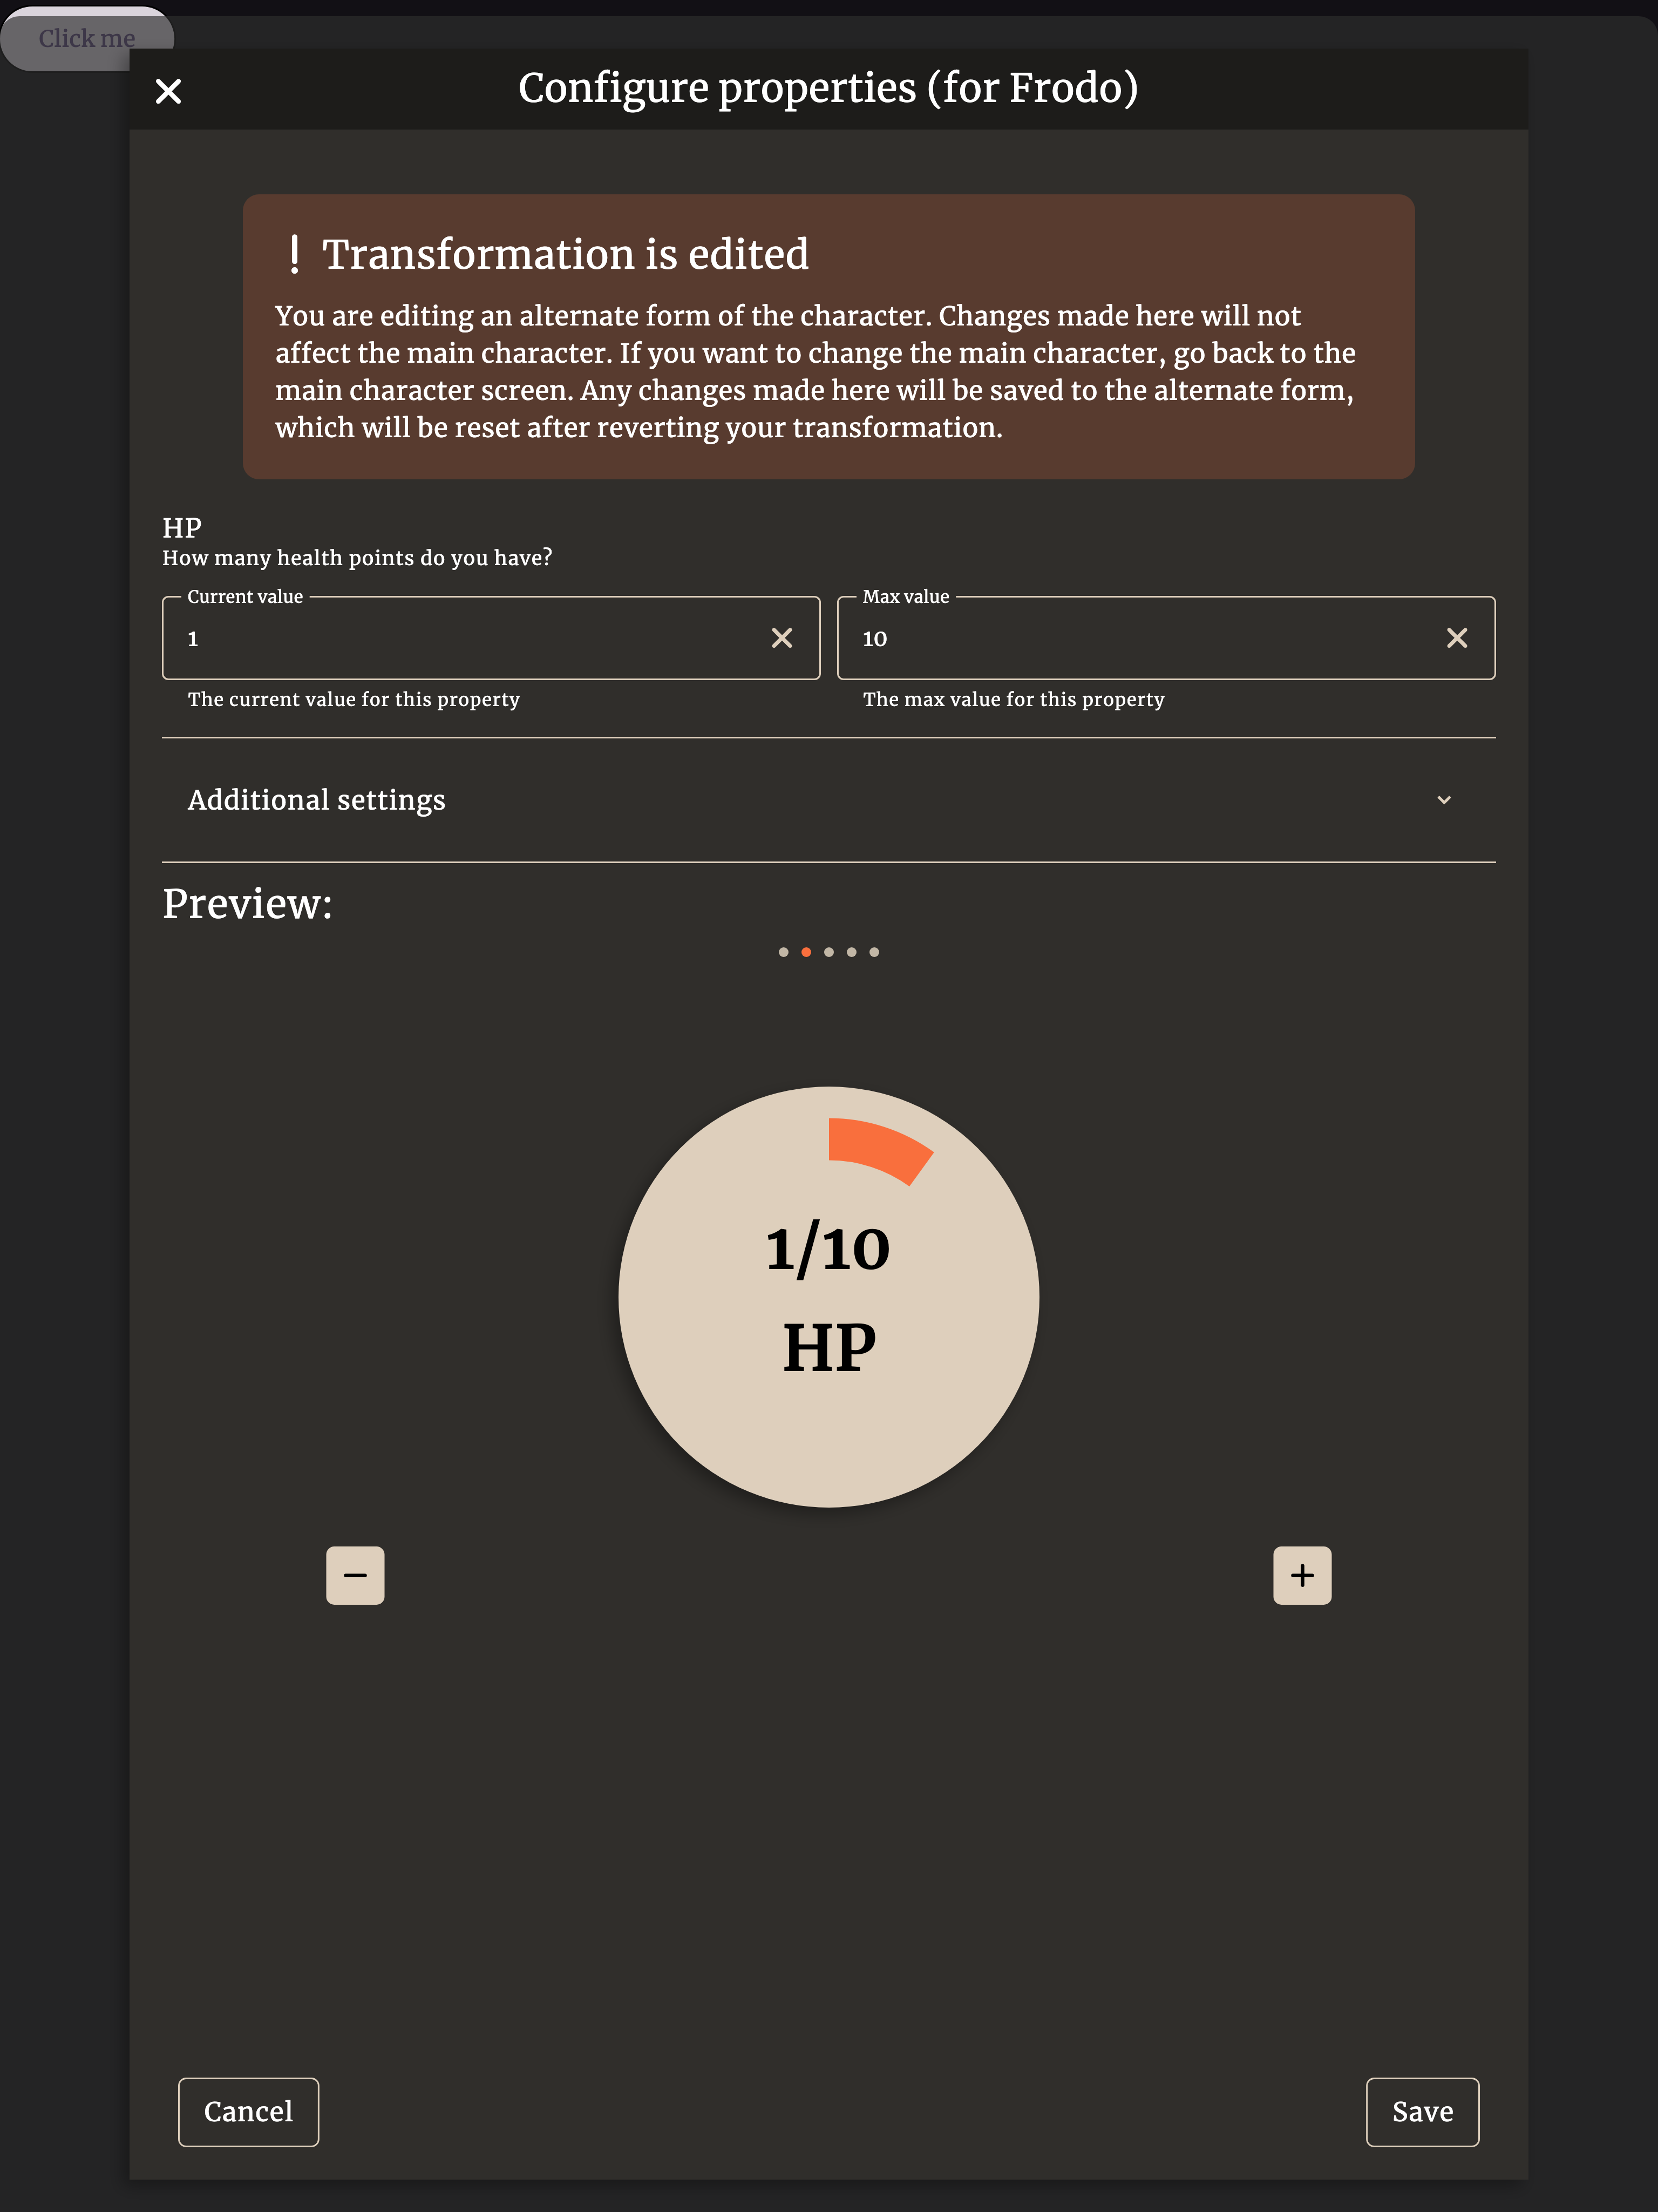 Click me
Configure properties (for Frodo)
! Transformation is edited
You are editing an alternate form of the character. Changes made here will not
affect the main character. If you want to change the main character, go back to the
main character screen. Any changes made here will be saved to the alternate form,
which will be reset after reverting your transformation.
HP
How many health points do you have?
Current value
1
The current value for this property
Max value
10
The max value for this property
Additional settings
Preview:
1/10
HP
Cancel
Save